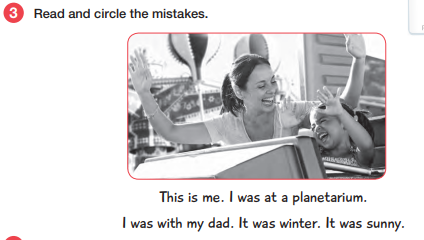 3 Read and circle the mistakes.
This is me. I was at a planetarium.
I was with my dad. It was winter. It was sunny.